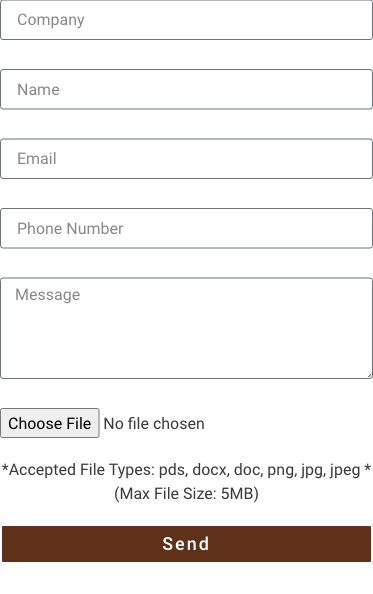 Company
Name
Email
Phone Number
Message
Choose File No file chosen
*Accepted File Types: pds, docx, doc, png, jpg, jpeg *
(Max File Size: 5MB)
Send